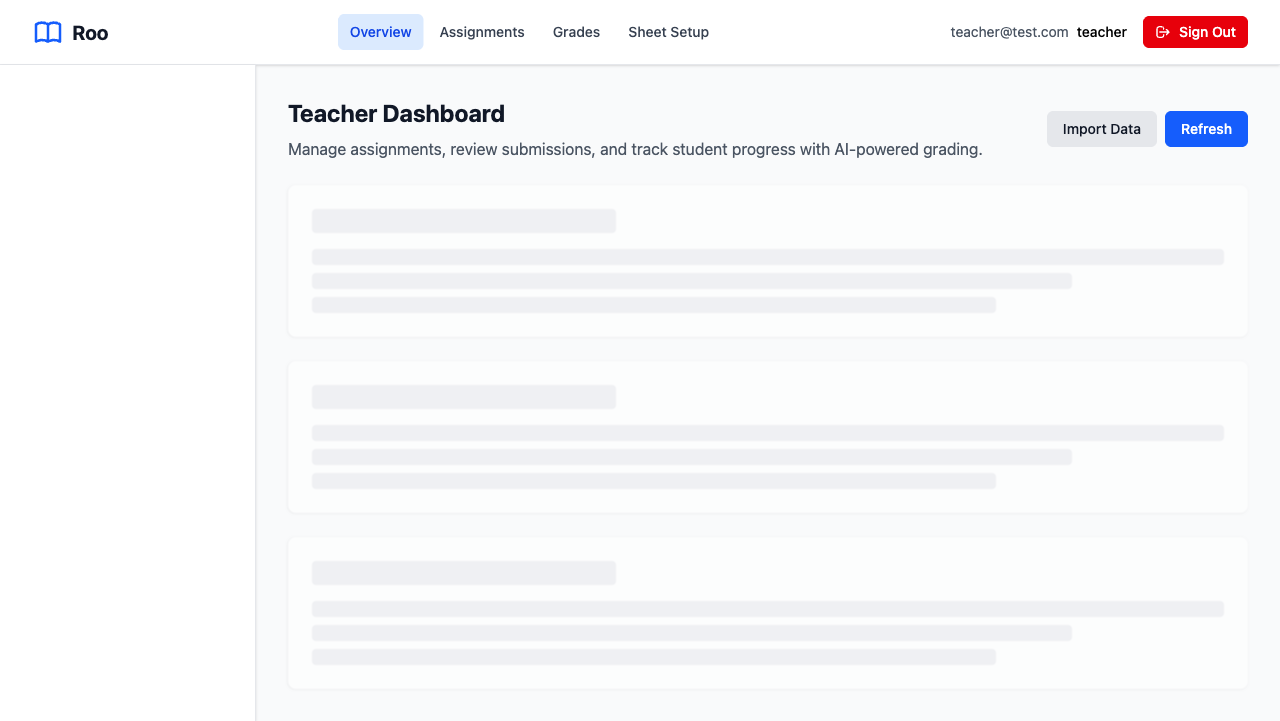 Roo
Overview
Assignments
Grades
Sheet Setup
teacher@test.com
teacher
Sign Out
Teacher Dashboard
Manage assignments, review submissions, and track student progress with AI-powered grading.
Import Data
Refresh